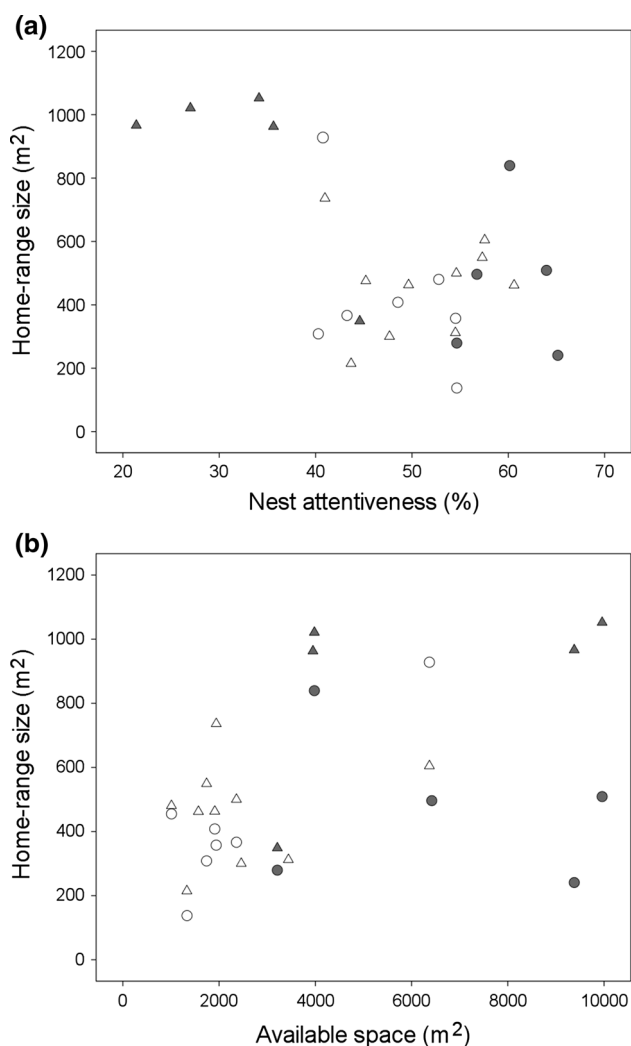 (a)
1200
1000
800
600
400
200
0
Home-range size (m²)
20 30 40 50 60 70
Nest attentiveness (%)
(b)
1200
1000
800
600
400
200
0
Home-range size (m²)
0 2000 4000 6000 8000 10000
Available space (m²)